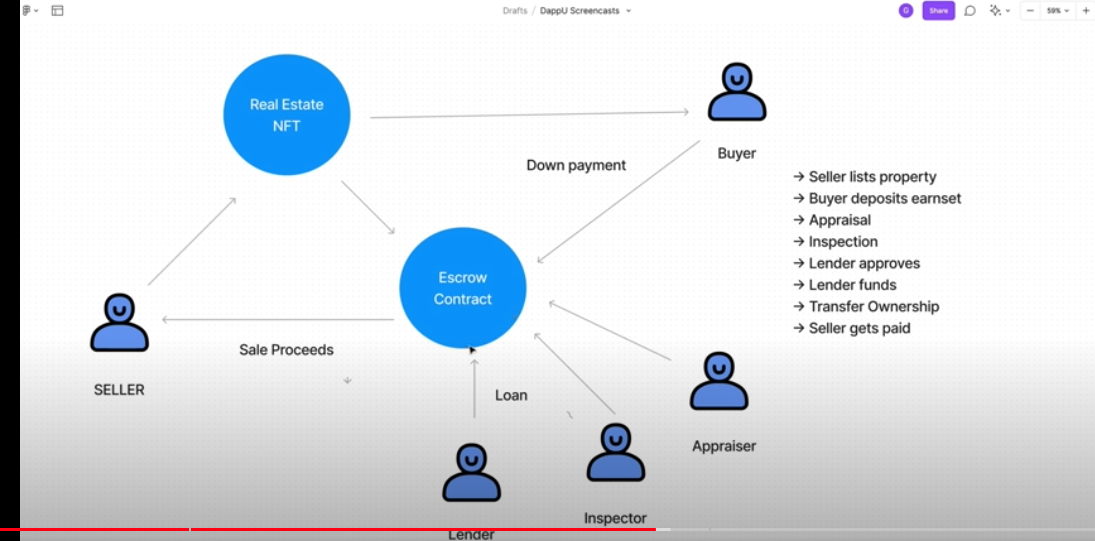 Drafts / DappU Screencasts
G
Share
59%
Real Estate
NFT
Buyer
Down payment
→ Seller lists property
→ Buyer deposits earnset
→ Appraisal
→ Inspection
→ Lender approves
→ Lender funds
→ Transfer Ownership
→ Seller gets paid
Escrow
Contract
Sale Proceeds
SELLER
Loan
Appraiser
Inspector
Lender